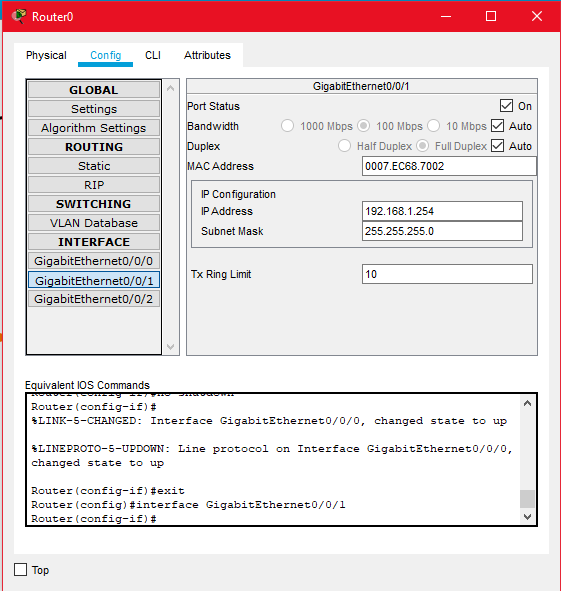 Router0
Physical Config CLI Attributes
GLOBAL
Settings
Algorithm Settings
ROUTING
Static
RIP
SWITCHING
VLAN Database
INTERFACE
GigabitEthernet0/0/0
GigabitEthernet0/0/1
GigabitEthernet0/0/2
GigabitEthernet0/0/1
Port Status On
Bandwidth 1000 Mbps 100 Mbps 10 Mbps Auto
Duplex Half Duplex Full Duplex Auto
MAC Address 0007.EC68.7002
IP Configuration
IP Address 192.168.1.254
Subnet Mask 255.255.255.0
Tx Ring Limit 10
Equivalent IOS Commands
Router(config-if)#no shutdown
Router(config-if)#
%LINK-5-CHANGED: Interface GigabitEthernet0/0/0, changed state to up
%LINEPROTO-5-UPDOWN: Line protocol on Interface GigabitEthernet0/0/0,
changed state to up
Router(config-if)#exit
Router(config)#interface GigabitEthernet0/0/1
Router(config-if)#
Top